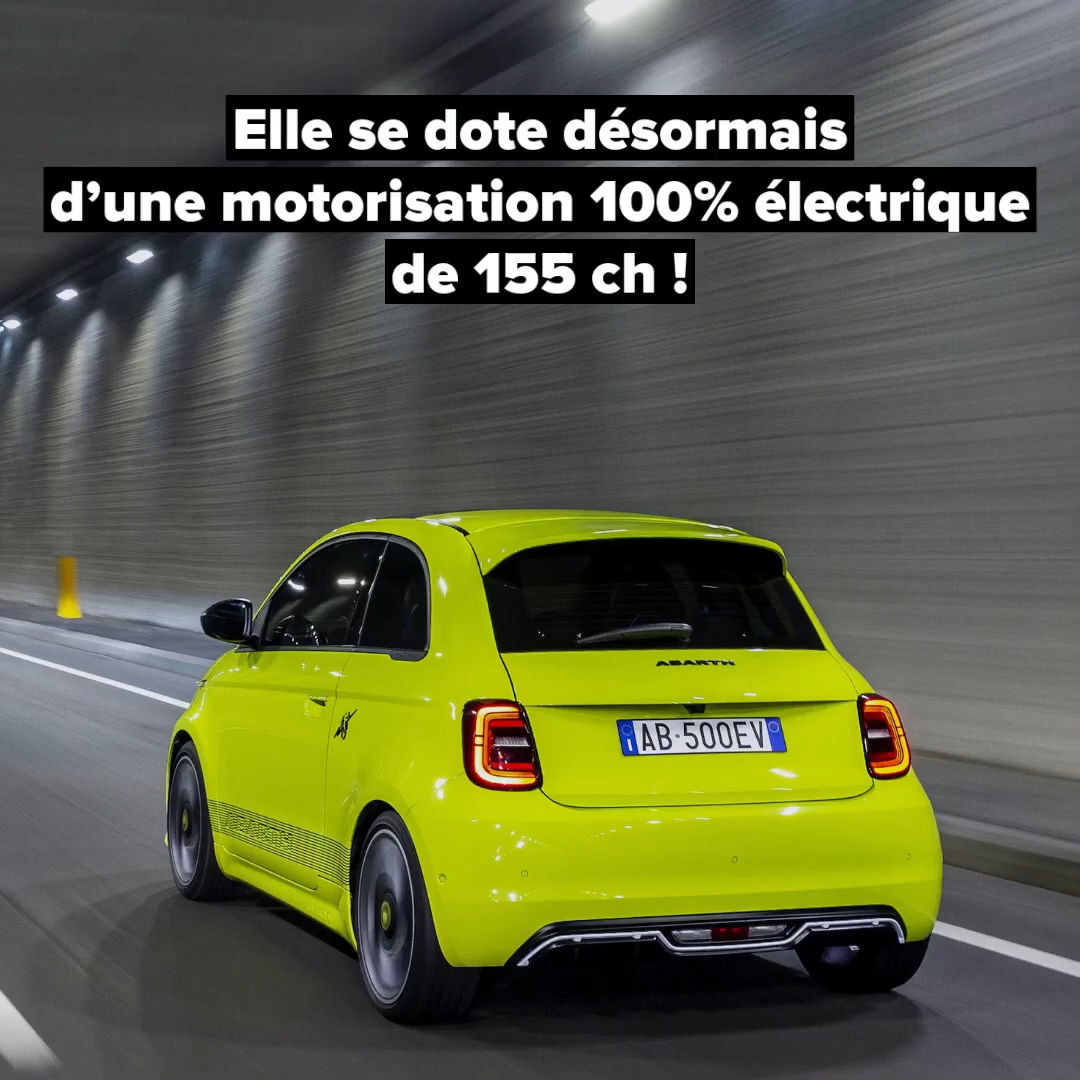 Elle se dote désormais
d’une motorisation 100% électrique
de 155 ch !
ABARTH
I
AB·500EV